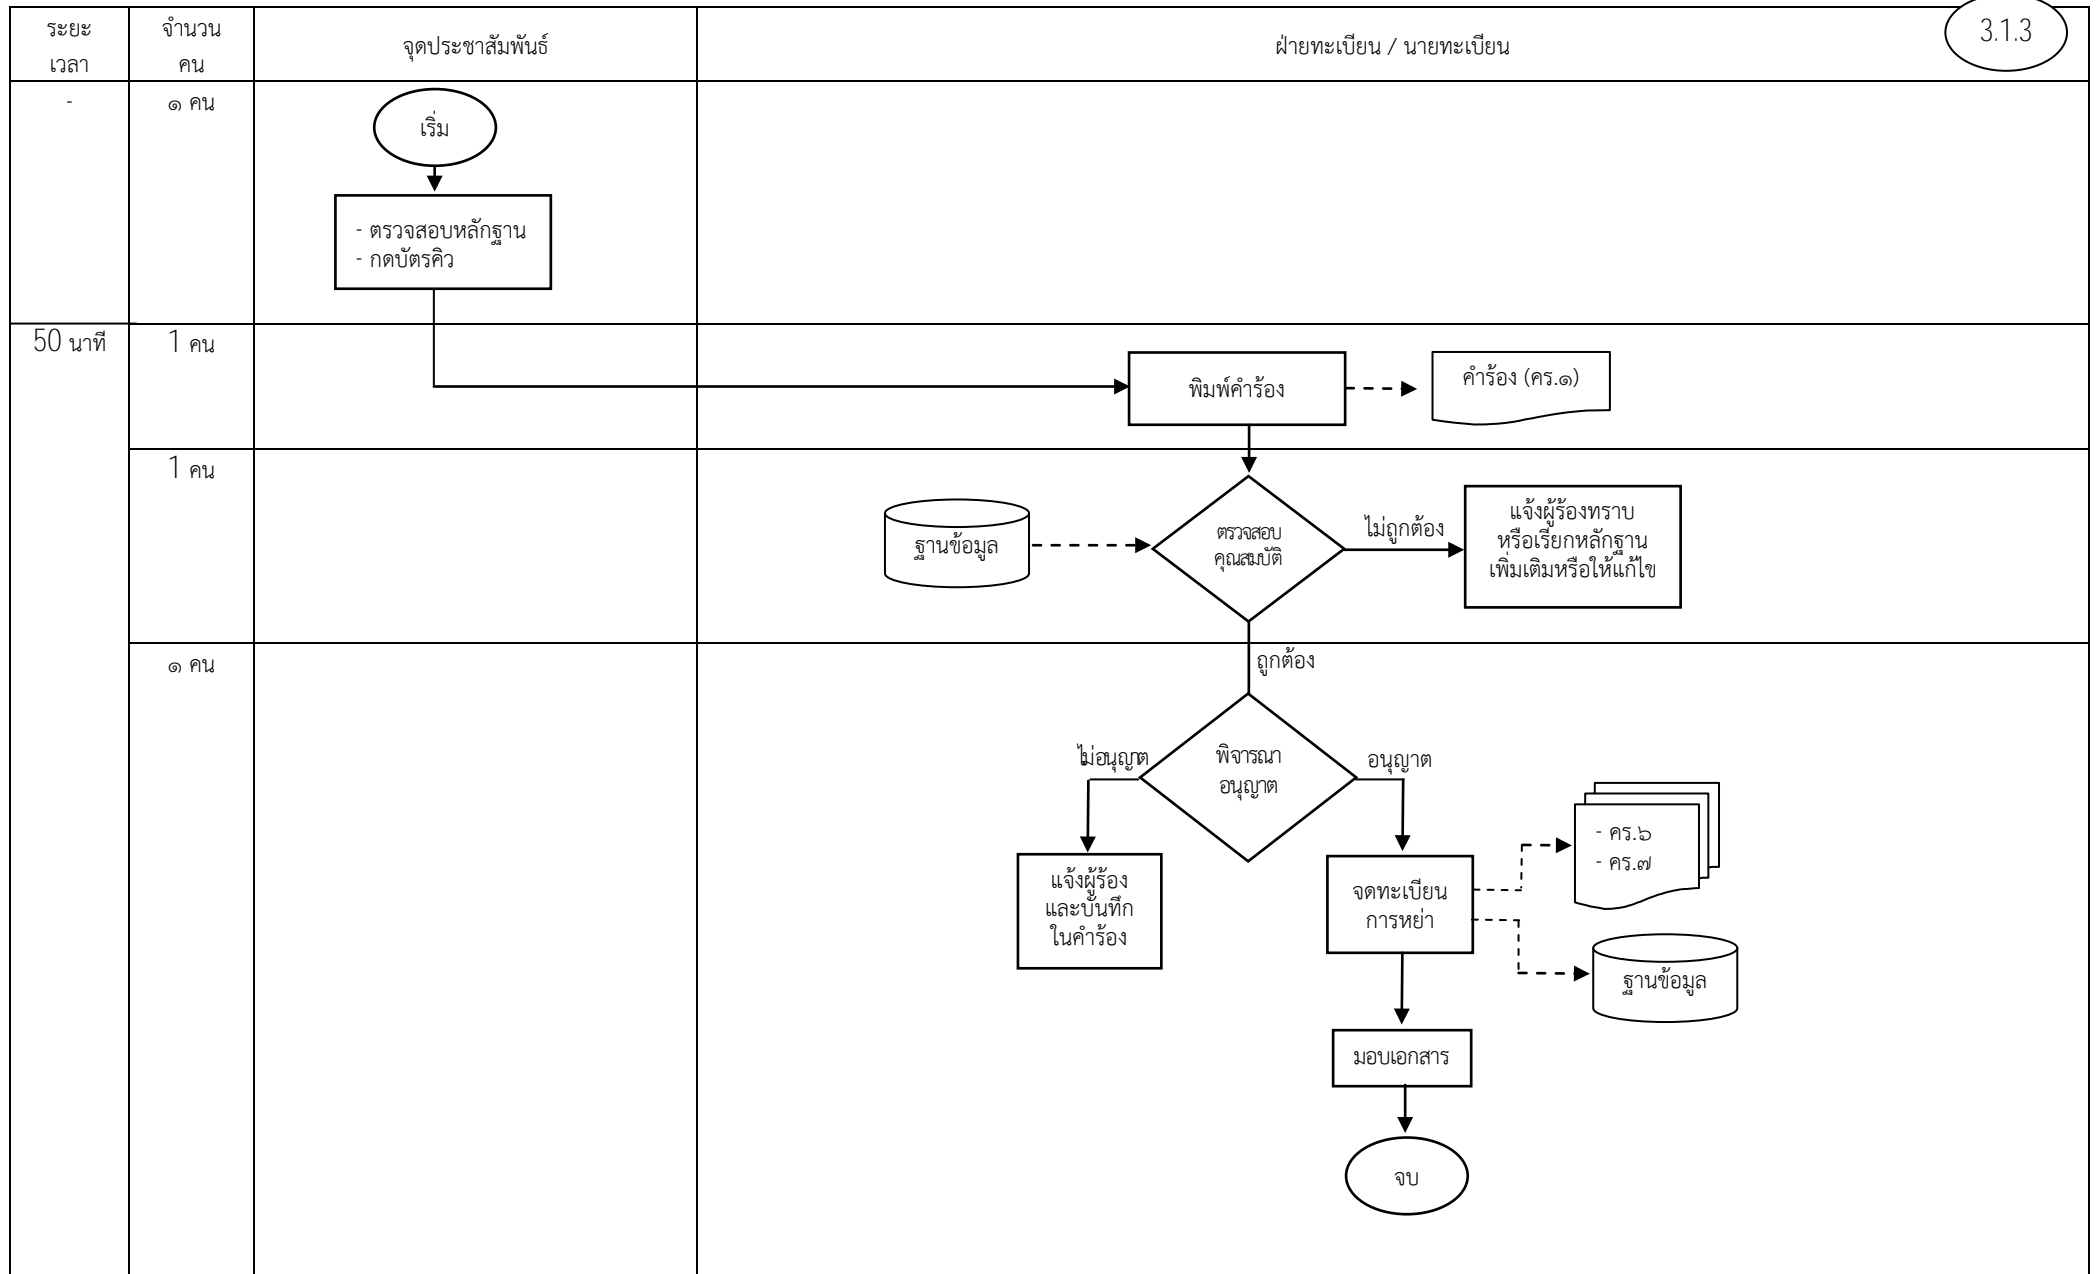 ระยะ
เวลา
จำนวน
คน
จุดประชาสัมพันธ์
ฝ่ายทะเบียน / นายทะเบียน
3.1.3
-
๑ คน
เริ่ม
- ตรวจสอบหลักฐาน
- กดบัตรคิว
50 นาที
1 คน
พิมพ์คำร้อง
คำร้อง (คร.๑)
1 คน
ฐานข้อมูล
ตรวจสอบ
คุณสมบัติ
ไม่ถูกต้อง
แจ้งผู้ร้องทราบ
หรือเรียกหลักฐาน
เพิ่มเติมหรือให้แก้ไข
๑ คน
ถูกต้อง
ไม่อนุญาต
พิจารณา
อนุญาต
อนุญาต
แจ้งผู้ร้อง
และบันทึก
ในคำร้อง
จดทะเบียน
การหย่า
- คร.๖
- คร.๗
ฐานข้อมูล
มอบเอกสาร
จบ